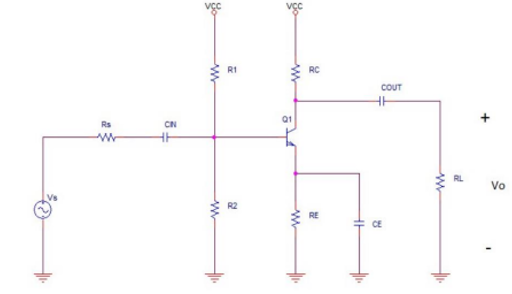 VCC VCC
R1 RC
COUT
Rs CIN Q1
+
Vs R2 RL Vo
RE CE
-